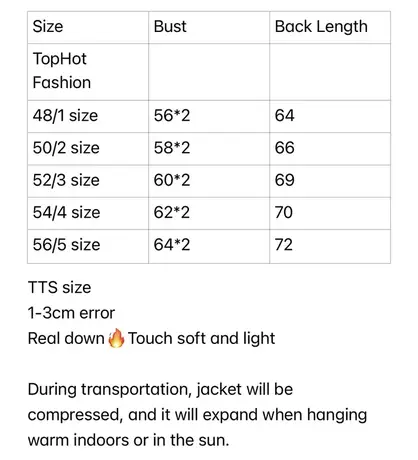 Size Bust Back Length
TopHot
Fashion
48/1 size 56*2 64
50/2 size 58*2 66
52/3 size 60*2 69
54/4 size 62*2 70
56/5 size 64*2 72
TTS size
1-3cm error
Real down🔥Touch soft and light
During transportation, jacket will be
compressed, and it will expand when hanging
warm indoors or in the sun.